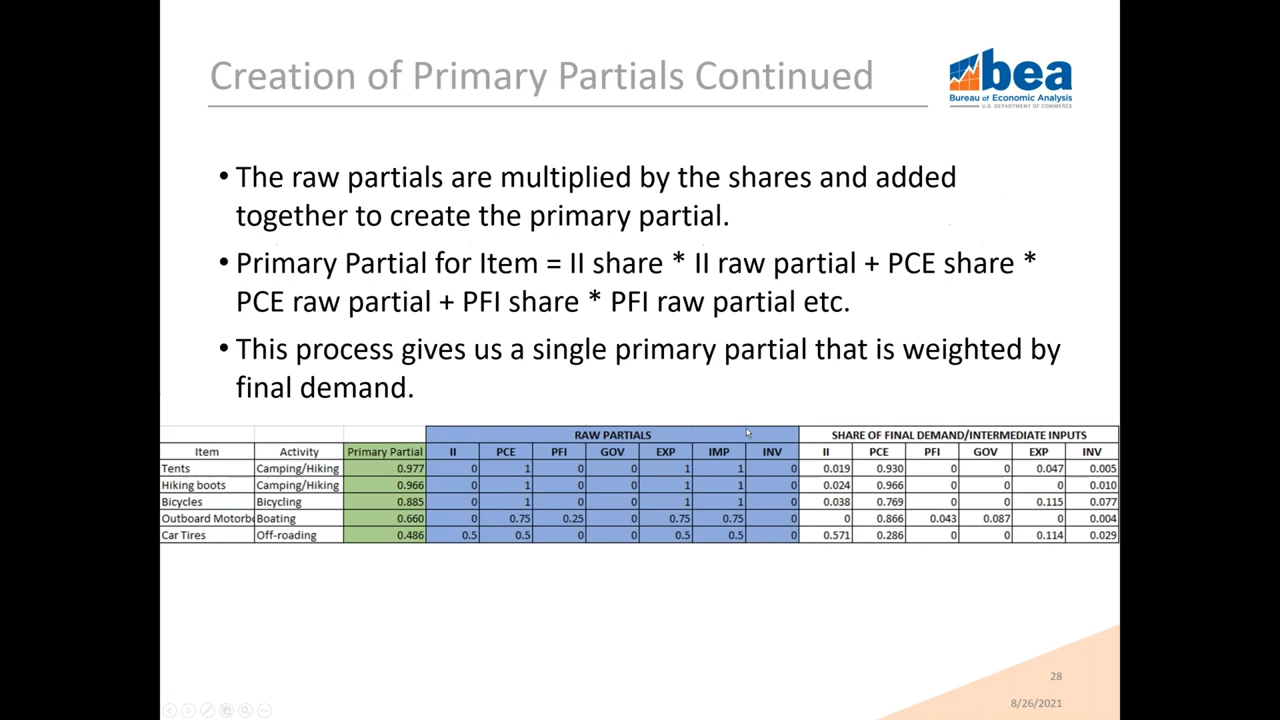 Creation of Primary Partials Continued
bea
Bureau of Economic Analysis
U.S. DEPARTMENT OF COMMERCE
• The raw partials are multiplied by the shares and added
together to create the primary partial.
• Primary Partial for Item = II share * II raw partial + PCE share *
PCE raw partial + PFI share * PFI raw partial etc.
• This process gives us a single primary partial that is weighted by
final demand.
RAW PARTIALS SHARE OF FINAL DEMAND/INTERMEDIATE INPUTS
Item Activity Primary Partial II PCE PFI GOV EXP IMP INV II PCE PFI GOV EXP INV
Tents Camping/Hiking 0.977 0 1 0 0 1 1 0 0.019 0.930 0 0 0.047 0.005
Hiking boots Camping/Hiking 0.966 0 1 0 0 1 1 0 0.024 0.966 0 0 0 0.010
Bicycles Bicycling 0.885 0 1 0 0 1 1 0 0.038 0.769 0 0 0.115 0.077
Outboard Motorbo Boating 0.660 0 0.75 0.25 0 0.75 0.75 0 0 0.866 0.043 0.087 0 0.004
Car Tires Off-roading 0.486 0.5 0.5 0 0 0.5 0.5 0 0.571 0.286 0 0 0.114 0.029
28
8/26/2021